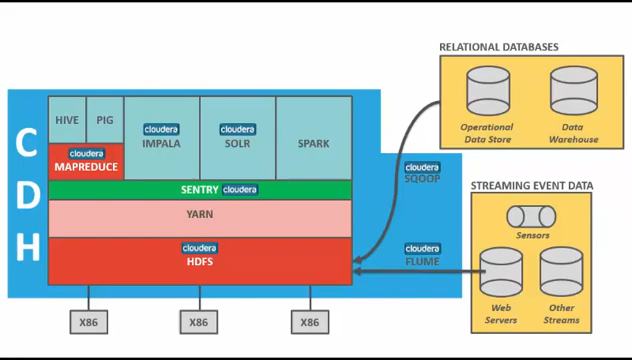 RELATIONAL DATABASES
Operational
Data Store
Data
Warehouse
C
D
H
HIVE
PIG
cloudera
IMPALA
cloudera
SOLR
SPARK
cloudera
MAPREDUCE
SENTRY cloudera
YARN
cloudera
HDFS
cloudera
SQOOP
cloudera
FLUME
STREAMING EVENT DATA
Sensors
Web
Servers
Other
Streams
X86
X86
X86